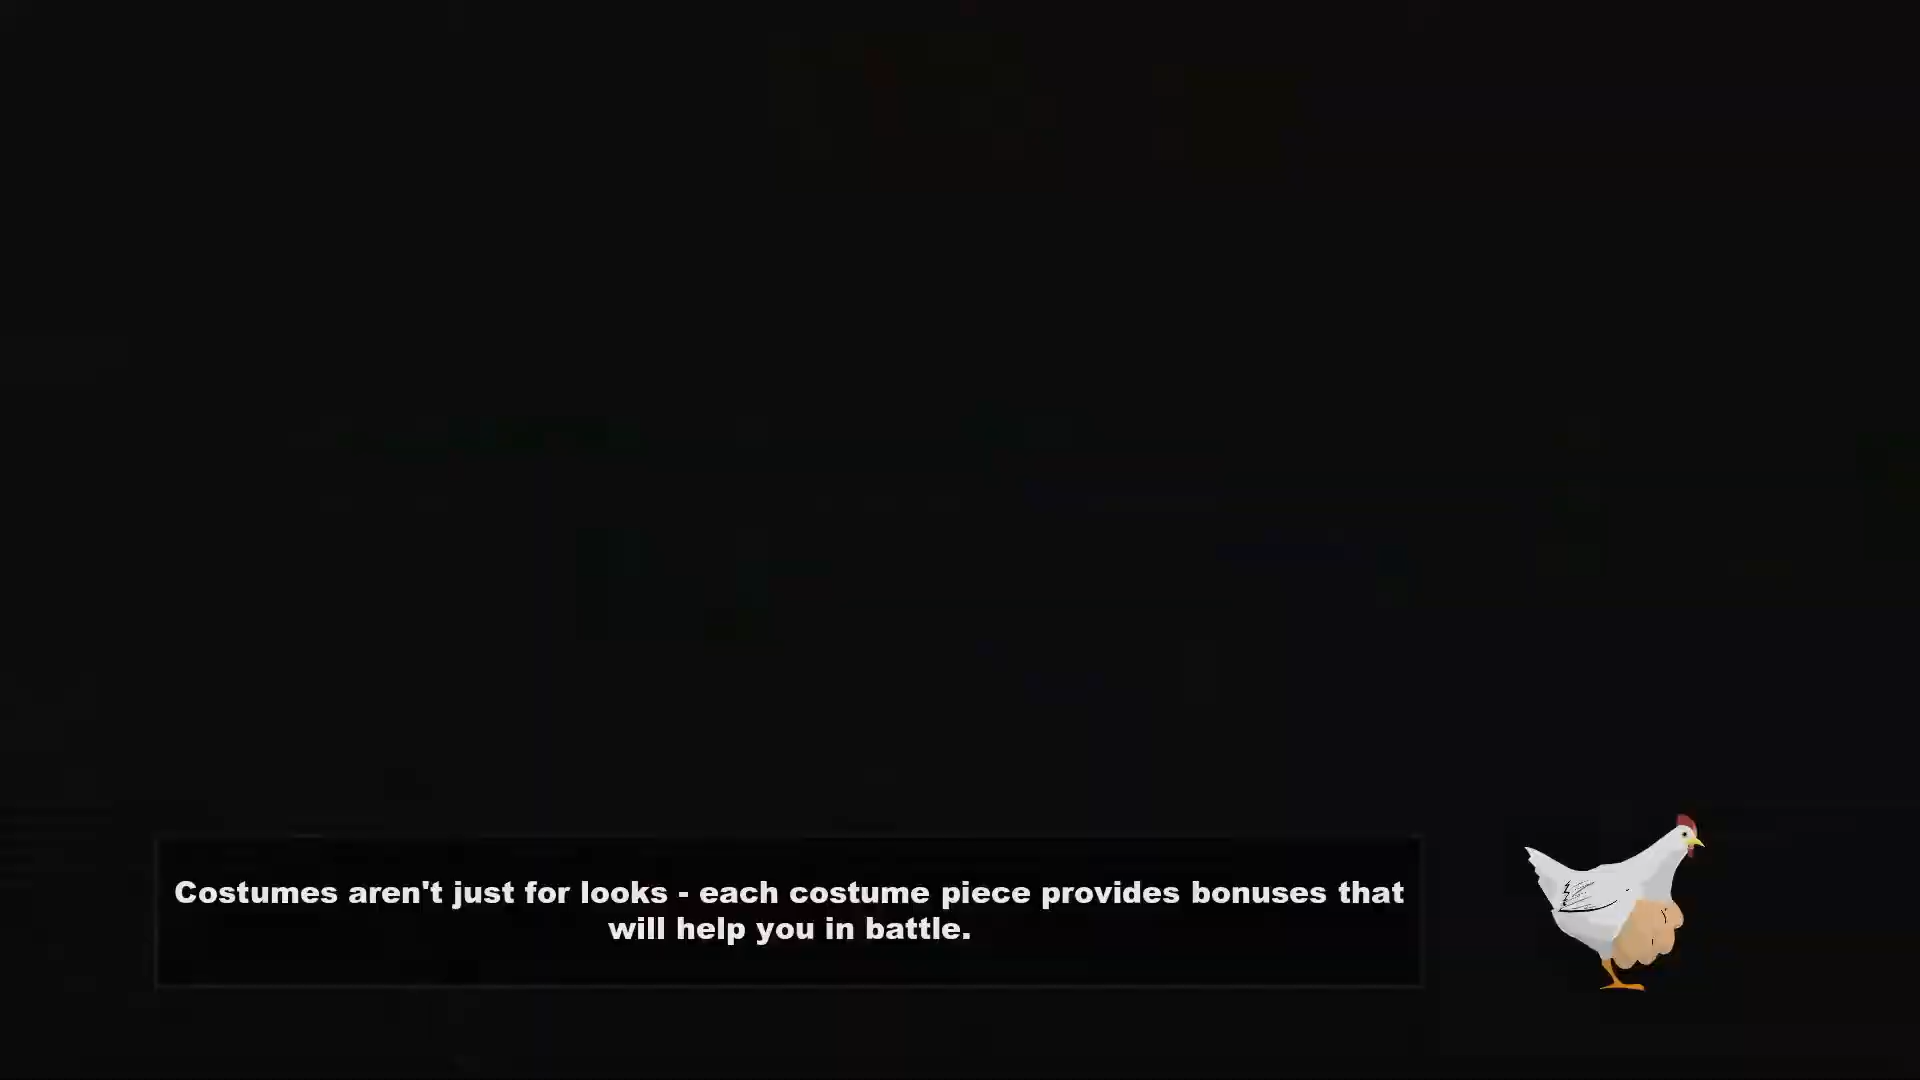 Costumes aren't just for looks - each costume piece provides bonuses that
will help you in battle.